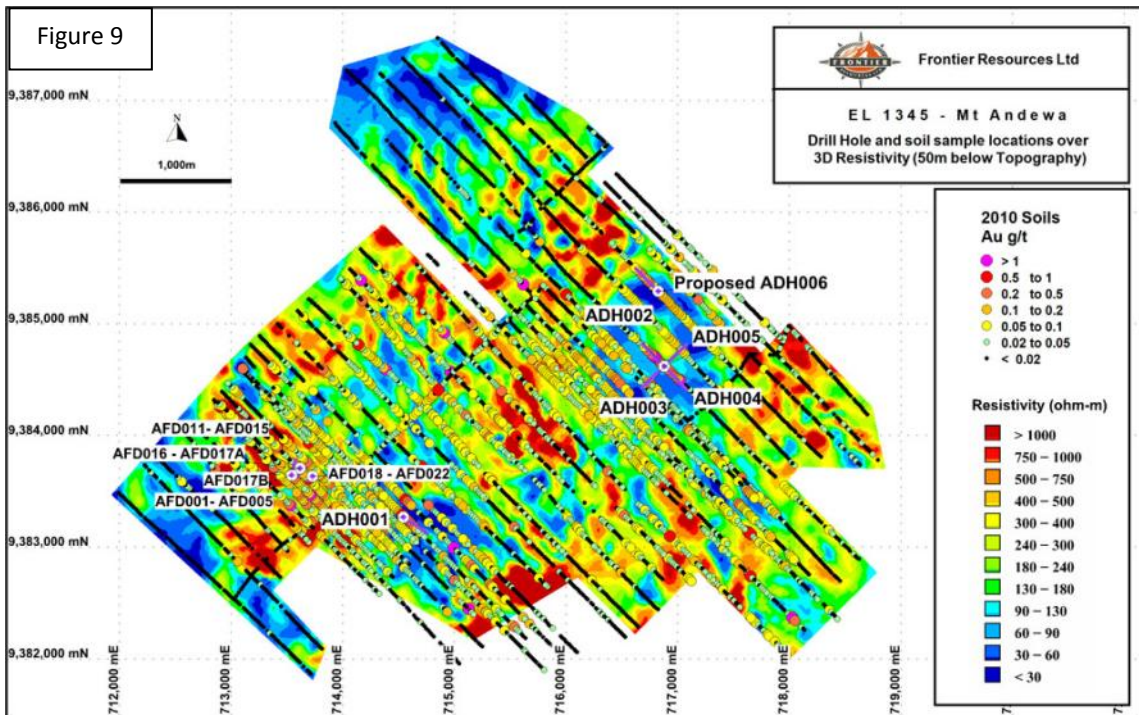 Figure 9
FRONTIER
Frontier Resources Ltd
EL 1345 - Mt Andewa
Drill Hole and soil sample locations over
3D Resistivity (50m below Topography)
9,387,000 mN
N
1,000m
9,386,000 mN
2010 Soils
Au g/t
> 1
0.5 to 1
0.2 to 0.5
0.1 to 0.2
0.05 to 0.1
0.02 to 0.05
< 0.02
Proposed ADH006
9,385,000 mN
ADH002
ADH005
ADH003
ADH004
9,384,000 mN
AFD011- AFD015
AFD016 - AFD017A
AFD017B
AFD018 - AFD022
AFD001- AFD005
ADH001
9,383,000 mN
Resistivity (ohm-m)
> 1000
750 – 1000
500 – 750
400 – 500
300 – 400
240 – 300
180 – 240
130 – 180
90 – 130
60 – 90
30 – 60
< 30
9,382,000 mN
712,000 mE
713,000 mE
714,000 mE
715,000 mE
716,000 mE
717,000 mE
718,000 mE
719,000 mE